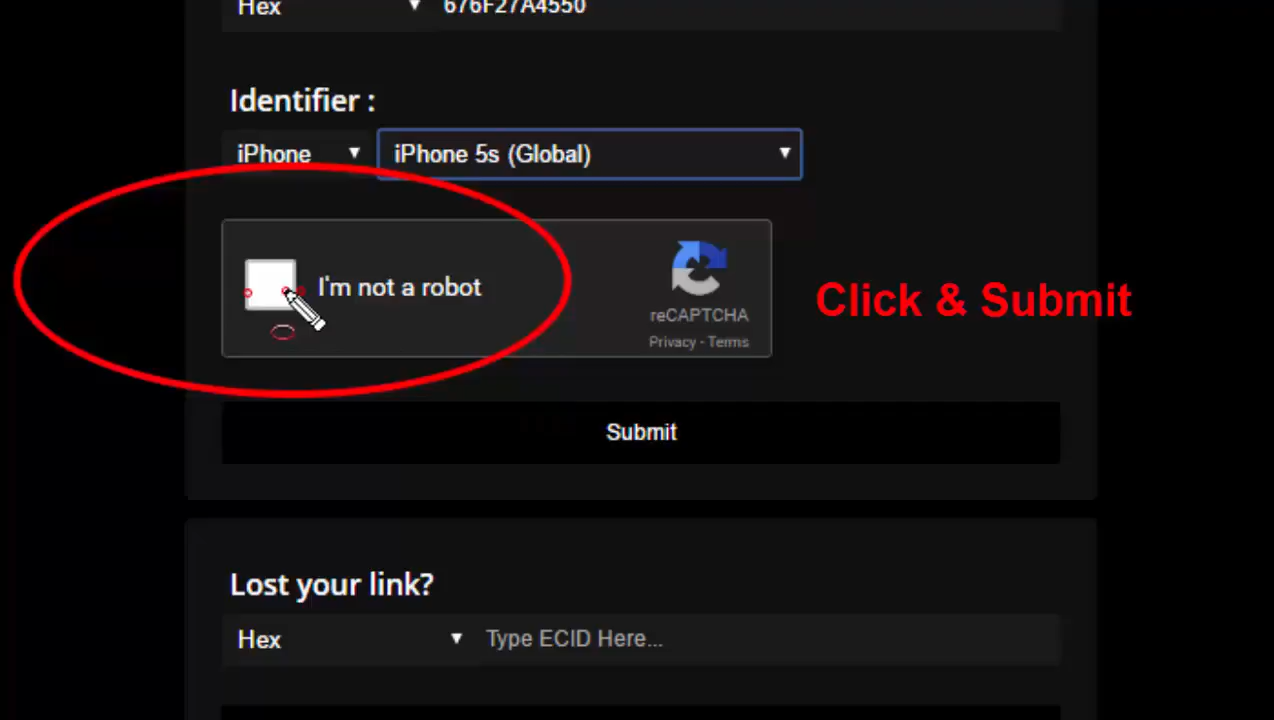 Hex 676F27A4550
Identifier :
iPhone iPhone 5s (Global)
I'm not a robot
reCAPTCHA
Privacy - Terms
Click & Submit
Submit
Lost your link?
Hex Type ECID Here...